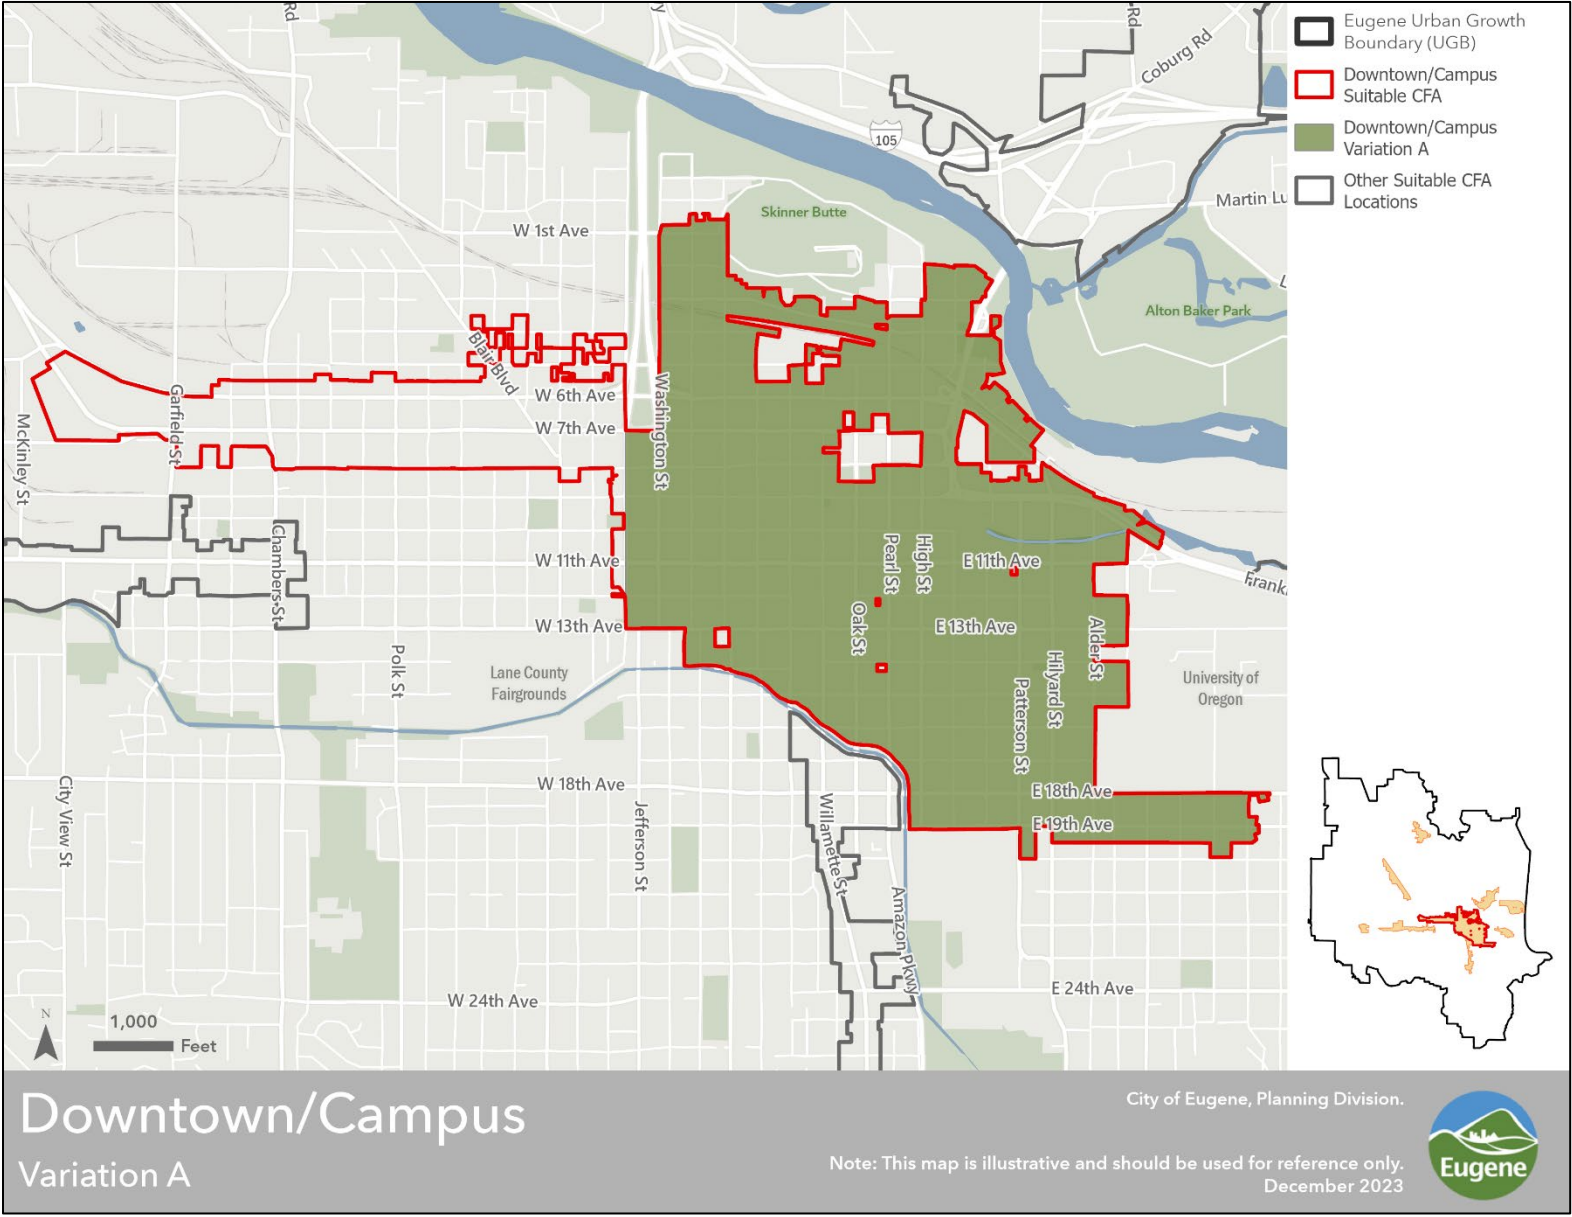 Rd
Rd
Coburg Rd
105
Eugene Urban Growth
Boundary (UGB)
Downtown/Campus
Suitable CFA
Downtown/Campus
Variation A
Other Suitable CFA
Locations
Martin Lu
Skinner Butte
W 1st Ave
Alton Baker Park
Blair Blvd
W 6th Ave
W 7th Ave
Washington St
Garfield St
McKinley St
Chambers St
W 11th Ave
Pearl St
High St
E 11th Ave
Frank
W 13th Ave
Oak St
E 13th Ave
Alder St
Polk St
Lane County
Fairgrounds
Hilyard St
Patterson St
University of
Oregon
City View St
W 18th Ave
Jefferson St
Willamette St
E 18th Ave
E 19th Ave
Amazon Pkwy
W 24th Ave
E 24th Ave
N
1,000
Feet
Downtown/Campus
Variation A
City of Eugene, Planning Division.
Note: This map is illustrative and should be used for reference only.
December 2023
Eugene